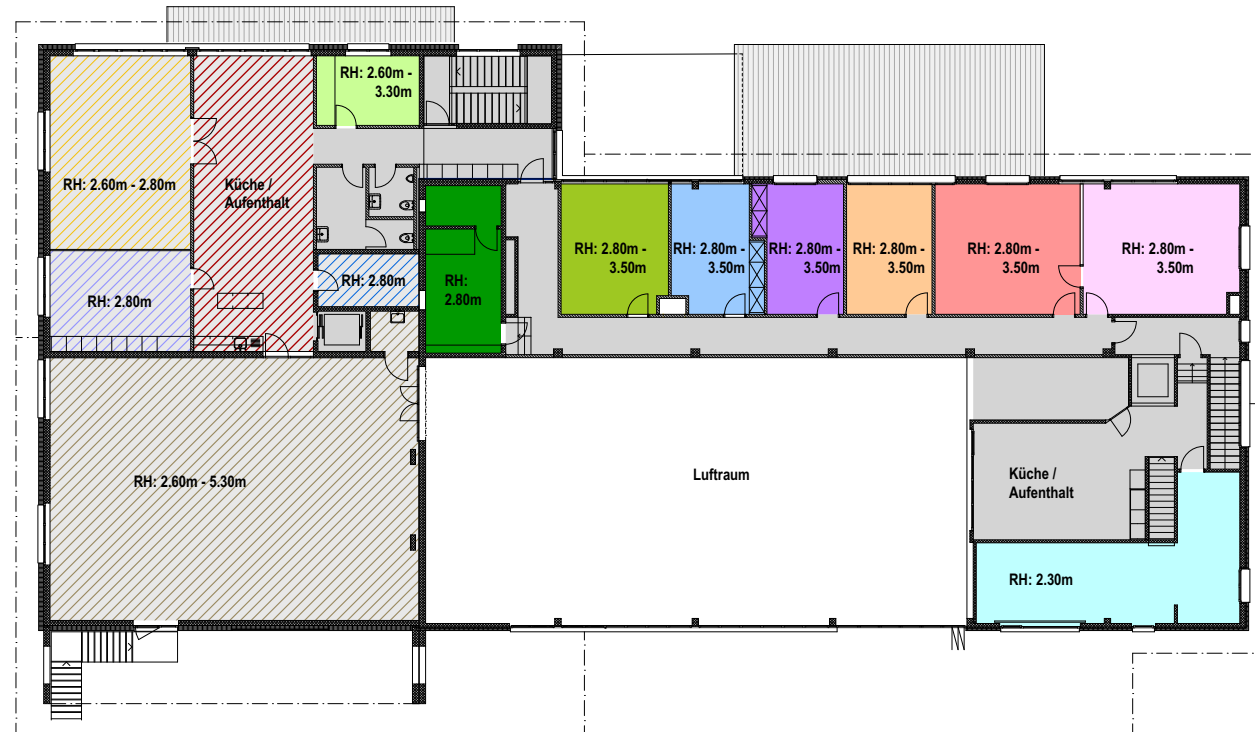 RH: 2.60m -
3.30m
RH: 2.60m - 2.80m
Küche /
Aufenthalt
RH: 2.80m
RH: 2.80m
RH:
2.80m
RH: 2.80m -
3.50m
RH: 2.80m -
3.50m
RH: 2.80m -
3.50m
RH: 2.80m -
3.50m
RH: 2.80m -
3.50m
RH: 2.80m -
3.50m
RH: 2.60m - 5.30m
Luftraum
Küche /
Aufenthalt
RH: 2.30m